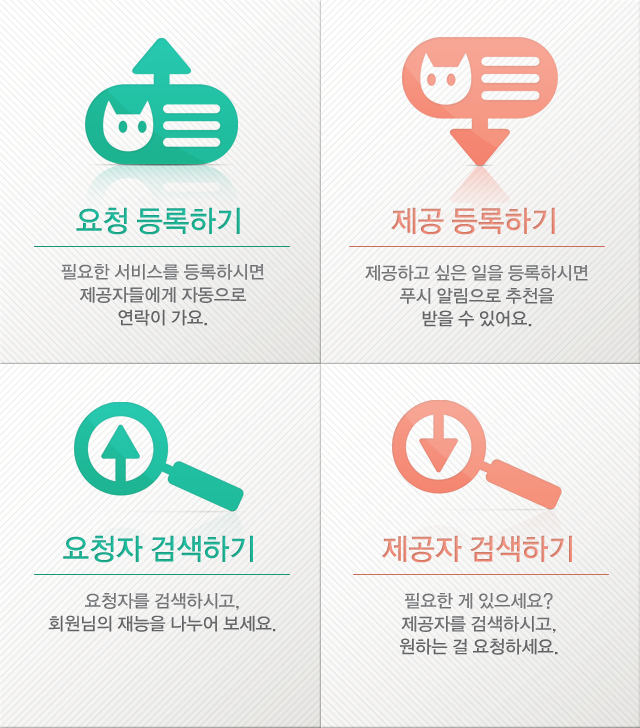 요청 등록하기
필요한 서비스를 등록하시면
제공자들에게 자동으로
연락이 가요.
제공 등록하기
제공하고 싶은 일을 등록하시면
푸시 알림으로 추천을
받을 수 있어요.
요청자 검색하기
요청자를 검색하시고,
회원님의 재능을 나누어 보세요.
제공자 검색하기
필요한 게 있으세요?
제공자를 검색하시고,
원하는 걸 요청하세요.